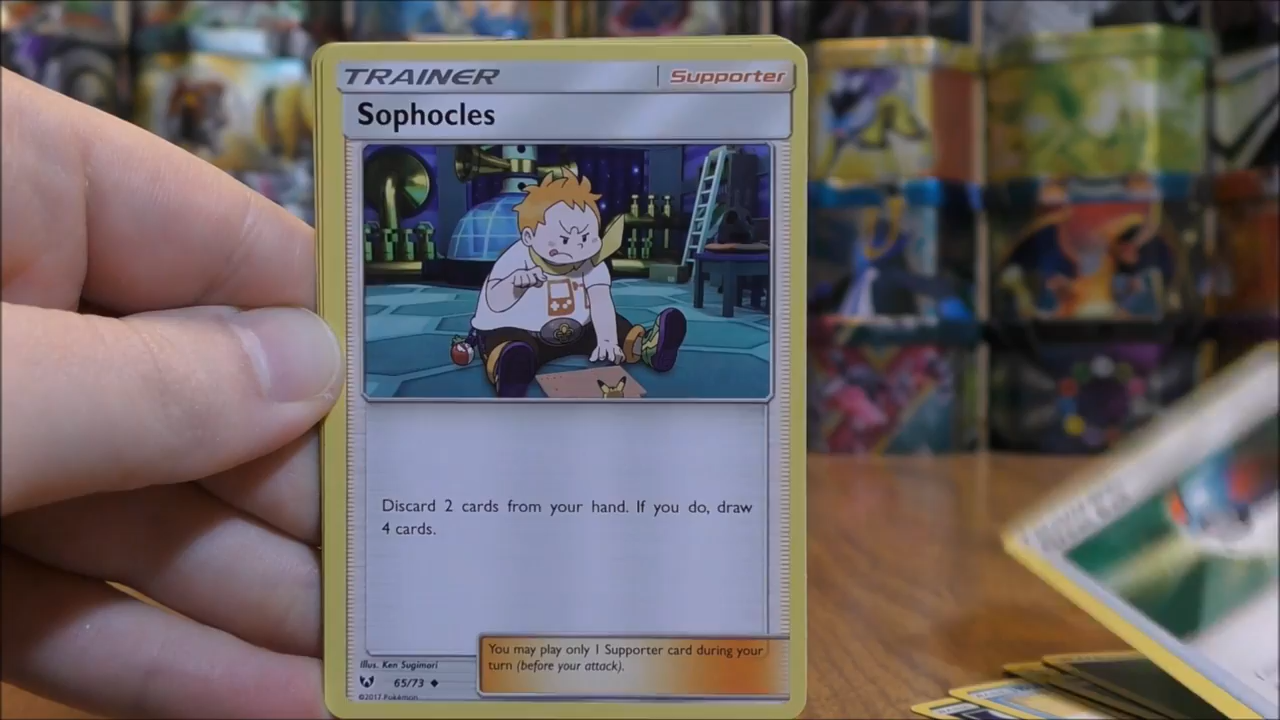 TRAINER
Supporter
Sophocles
Discard 2 cards from your hand. If you do, draw
4 cards.
You may play only 1 Supporter card during your
turn (before your attack).
Illus. Ken Sugimori
65/73
©2017 Pokémon